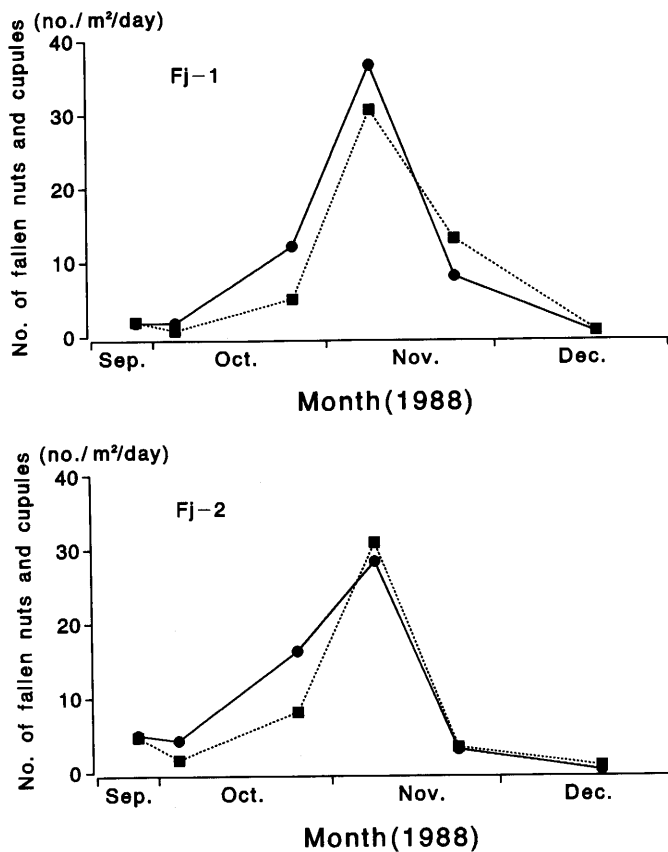 (no./m²/day)
No. of fallen nuts and cupules
40
30
20
10
0
Fj-1
Sep. Oct. Nov. Dec.
Month(1988)
(no./m²/day)
No. of fallen nuts and cupules
40
30
20
10
0
Fj-2
Sep. Oct. Nov. Dec.
Month(1988)